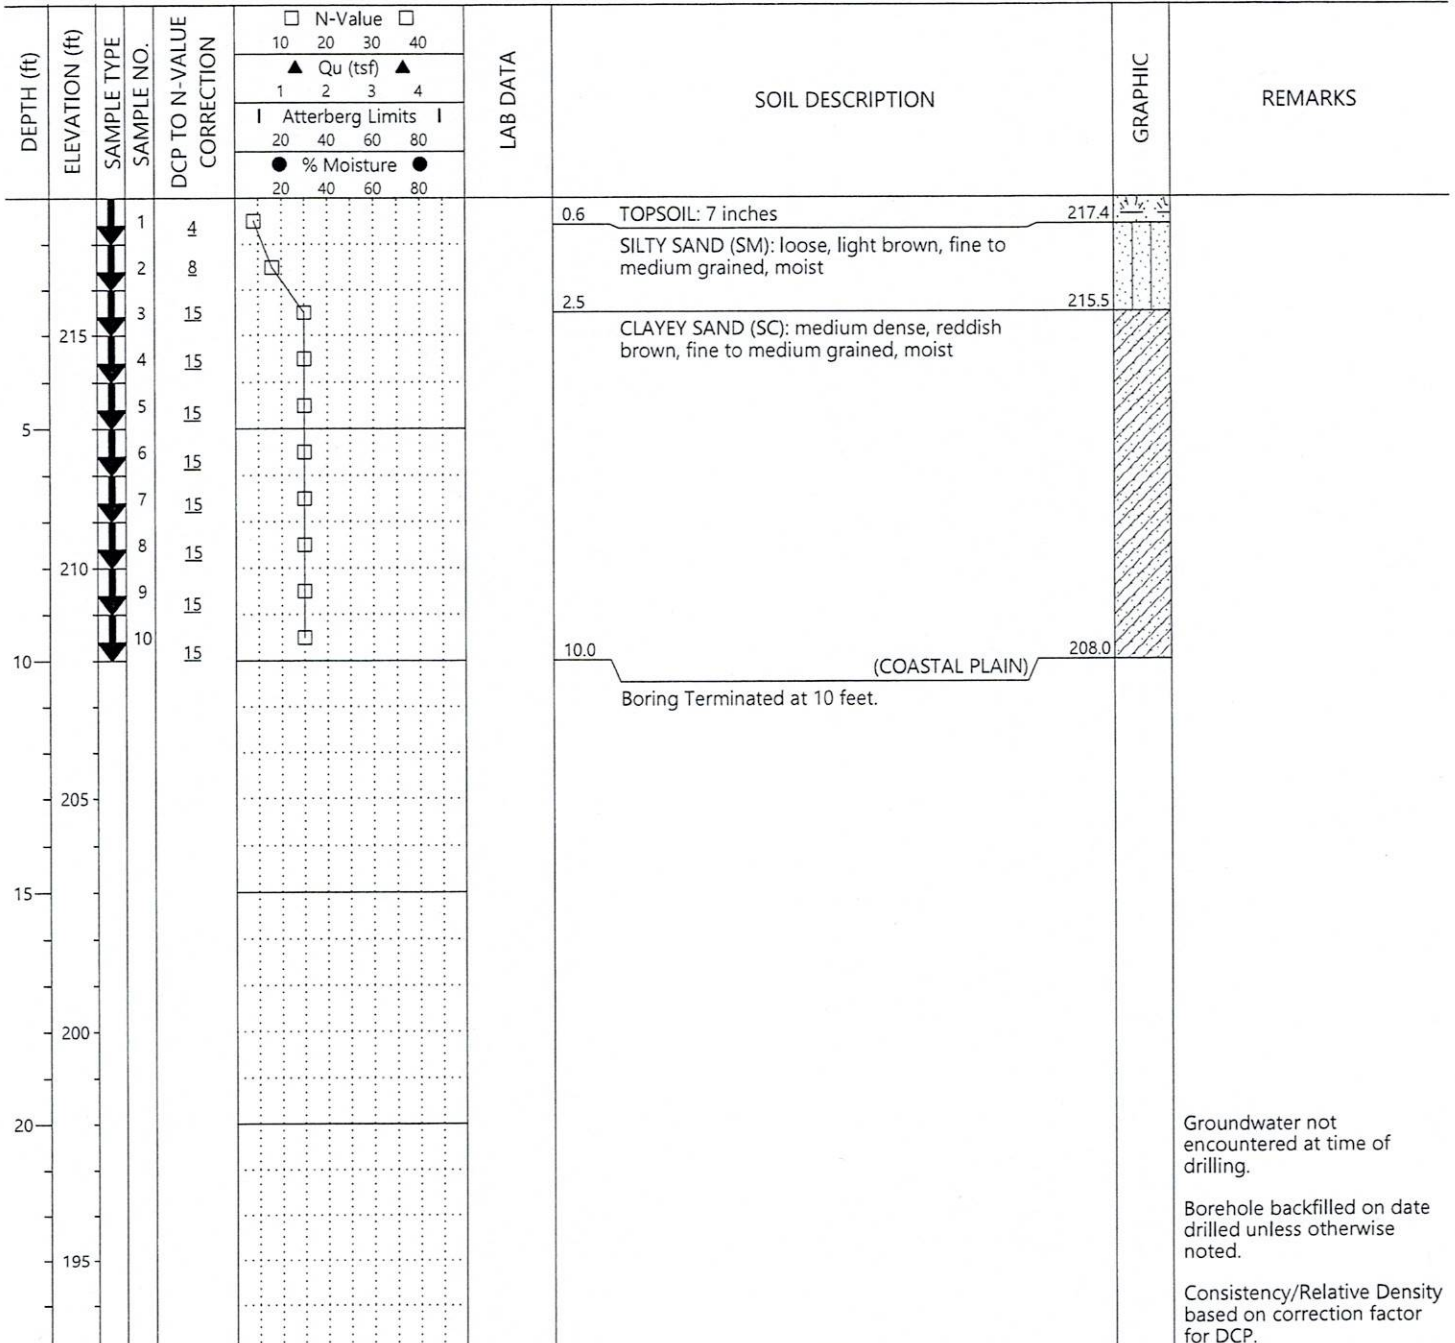 DEPTH (ft)
ELEVATION (ft)
SAMPLE TYPE
SAMPLE NO.
DCP TO N-VALUE
CORRECTION
N-Value
10 20 30 40
Qu (tsf)
1 2 3 4
Atterberg Limits
20 40 60 80
% Moisture
20 40 60 80
LAB DATA
SOIL DESCRIPTION
GRAPHIC
REMARKS
1 4
0.6 TOPSOIL: 7 inches 217.4
SILTY SAND (SM): loose, light brown, fine to
medium grained, moist
2 8
2.5 215.5
3 15
CLAYEY SAND (SC): medium dense, reddish
brown, fine to medium grained, moist
215
4 15
5 15
5
6 15
7 15
8 15
210
9 15
10 15
10
10.0 (COASTAL PLAIN) 208.0
Boring Terminated at 10 feet.
205
15
200
20
Groundwater not
encountered at time of
drilling.
Borehole backfilled on date
drilled unless otherwise
noted.
195
Consistency/Relative Density
based on correction factor
for DCP.